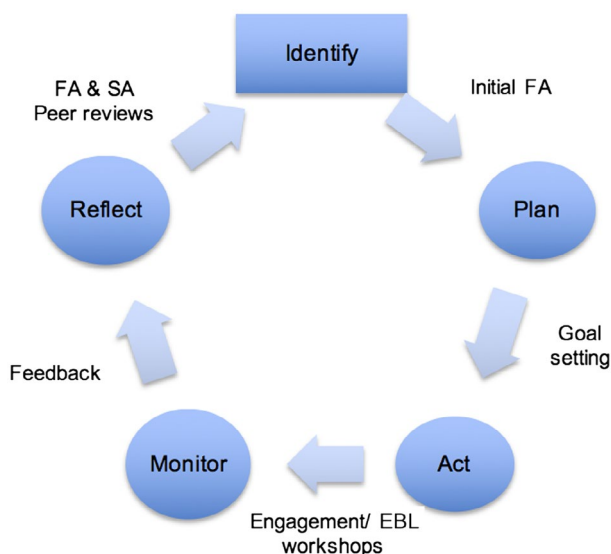 Identify
Initial FA
Plan
Goal
setting
Act
Engagement/ EBL
workshops
Monitor
Feedback
Reflect
FA & SA
Peer reviews